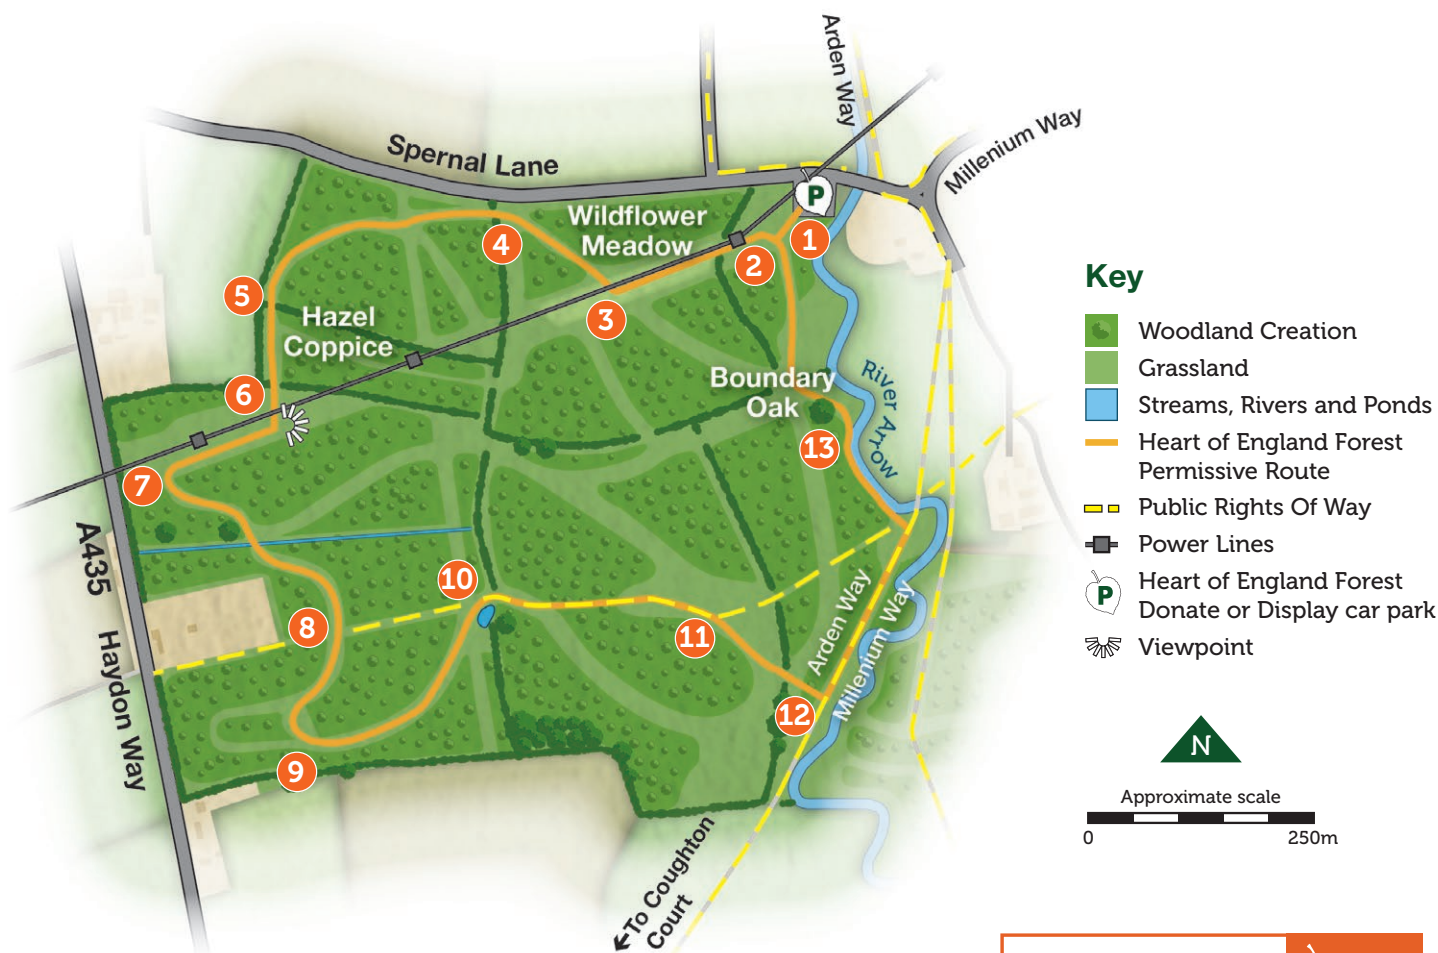 Arden Way
Millenium Way
Spernal Lane
P
Wildflower
Meadow
1
2
3
4
5
Hazel
Coppice
6
7
Boundary
Oak
River Arrow
13
A435
Haydon Way
8
9
10
11
12
Arden Way
Millenium Way
To Coughton
Court
Key
Woodland Creation
Grassland
Streams, Rivers and Ponds
Heart of England Forest
Permissive Route
Public Rights Of Way
Power Lines
P
Heart of England Forest
Donate or Display car park
Viewpoint
N
Approximate scale
0 250m